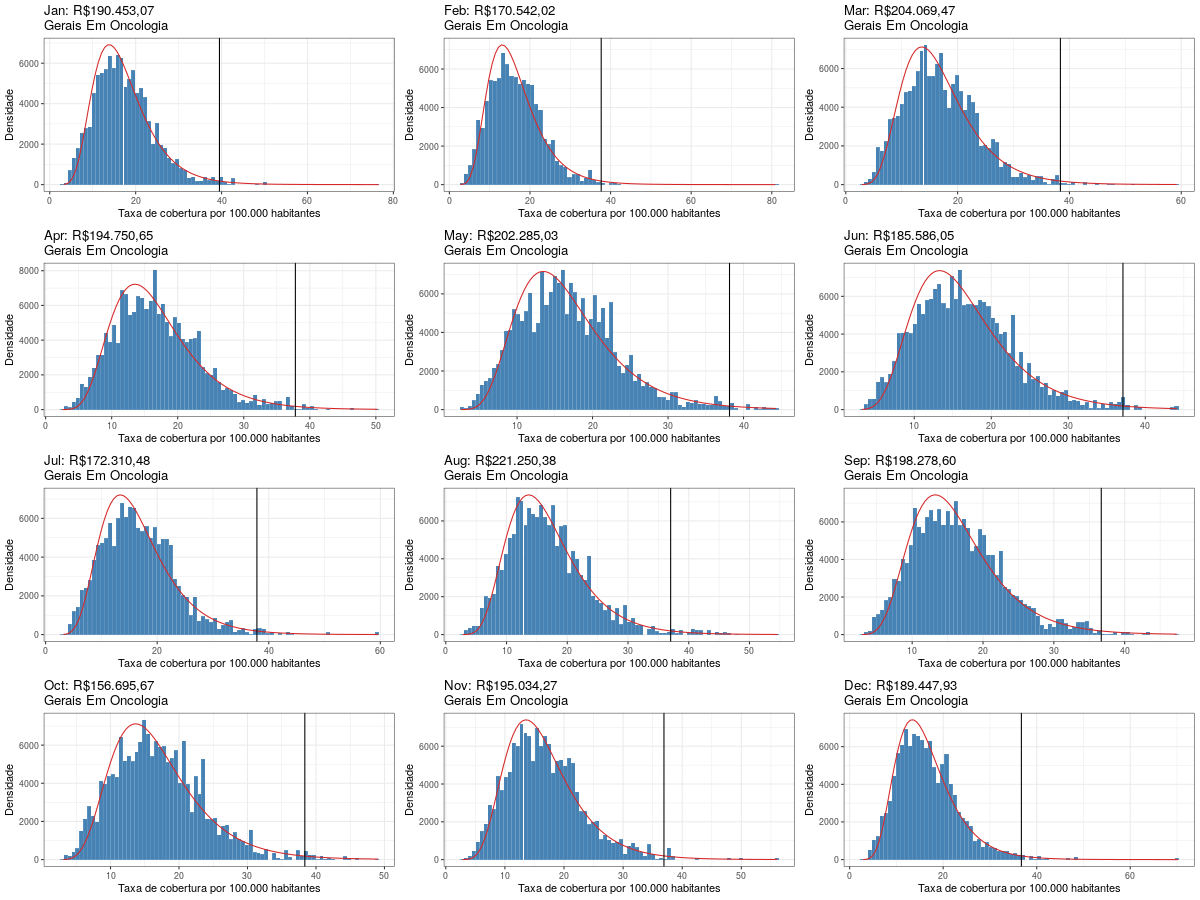 Jan: R$190.453,07
Gerais Em Oncologia
Densidade
6000
4000
2000
0
0 20 40 60 80
Taxa de cobertura por 100.000 habitantes
Feb: R$170.542,02
Gerais Em Oncologia
Densidade
6000
4000
2000
0
0 20 40 60 80
Taxa de cobertura por 100.000 habitantes
Mar: R$204.069,47
Gerais Em Oncologia
Densidade
6000
4000
2000
0
0 20 40 60
Taxa de cobertura por 100.000 habitantes
Apr: R$194.750,65
Gerais Em Oncologia
Densidade
8000
6000
4000
2000
0
0 10 20 30 40 50
Taxa de cobertura por 100.000 habitantes
May: R$202.285,03
Gerais Em Oncologia
Densidade
6000
4000
2000
0
10 20 30 40
Taxa de cobertura por 100.000 habitantes
Jun: R$185.586,05
Gerais Em Oncologia
Densidade
6000
4000
2000
0
10 20 30 40
Taxa de cobertura por 100.000 habitantes
Jul: R$172.310,48
Gerais Em Oncologia
Densidade
6000
4000
2000
0
0 20 40 60
Taxa de cobertura por 100.000 habitantes
Aug: R$221.250,38
Gerais Em Oncologia
Densidade
6000
4000
2000
0
0 10 20 30 40 50
Taxa de cobertura por 100.000 habitantes
Sep: R$198.278,60
Gerais Em Oncologia
Densidade
6000
4000
2000
0
10 20 30 40
Taxa de cobertura por 100.000 habitantes
Oct: R$156.695,67
Gerais Em Oncologia
Densidade
6000
4000
2000
0
10 20 30 40 50
Taxa de cobertura por 100.000 habitantes
Nov: R$195.034,27
Gerais Em Oncologia
Densidade
6000
4000
2000
0
0 10 20 30 40 50
Taxa de cobertura por 100.000 habitantes
Dec: R$189.447,93
Gerais Em Oncologia
Densidade
6000
4000
2000
0
0 20 40 60
Taxa de cobertura por 100.000 habitantes